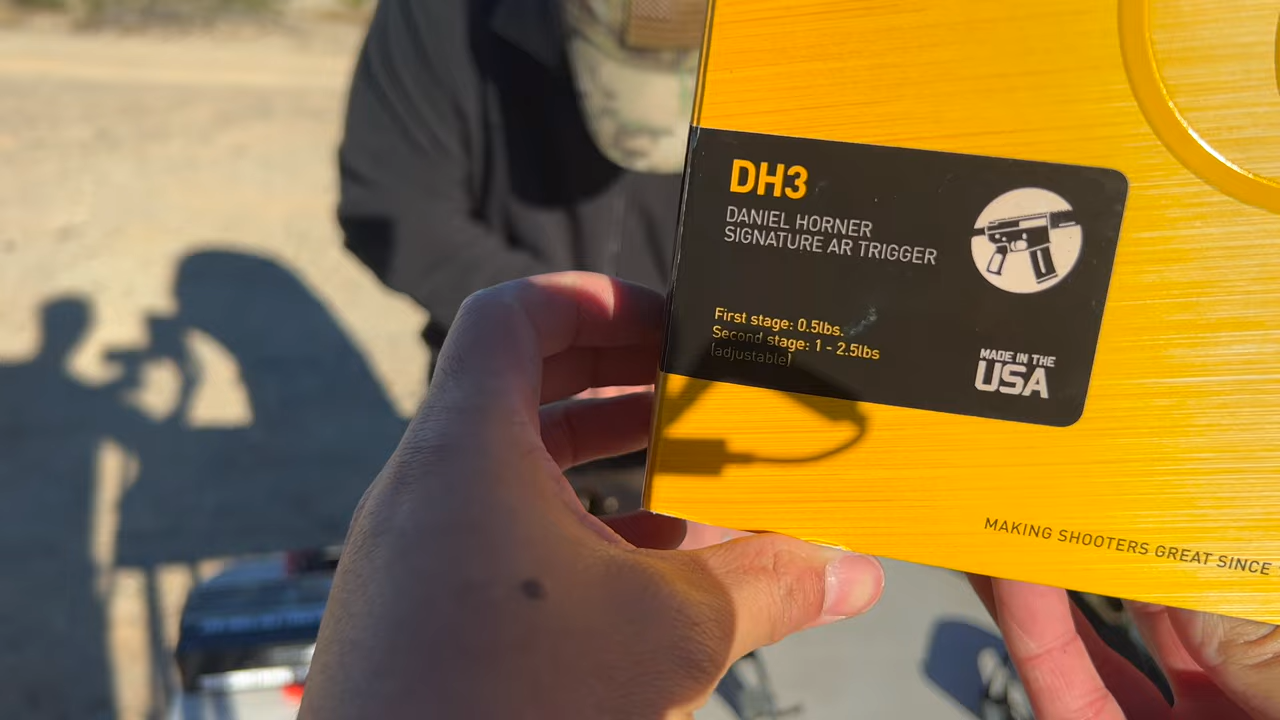 DH3
DANIEL HORNER
SIGNATURE AR TRIGGER
First stage: 0.5lbs.
Second stage: 1 - 2.5lbs
(adjustable)
MADE IN THE
USA
MAKING SHOOTERS GREAT SINCE